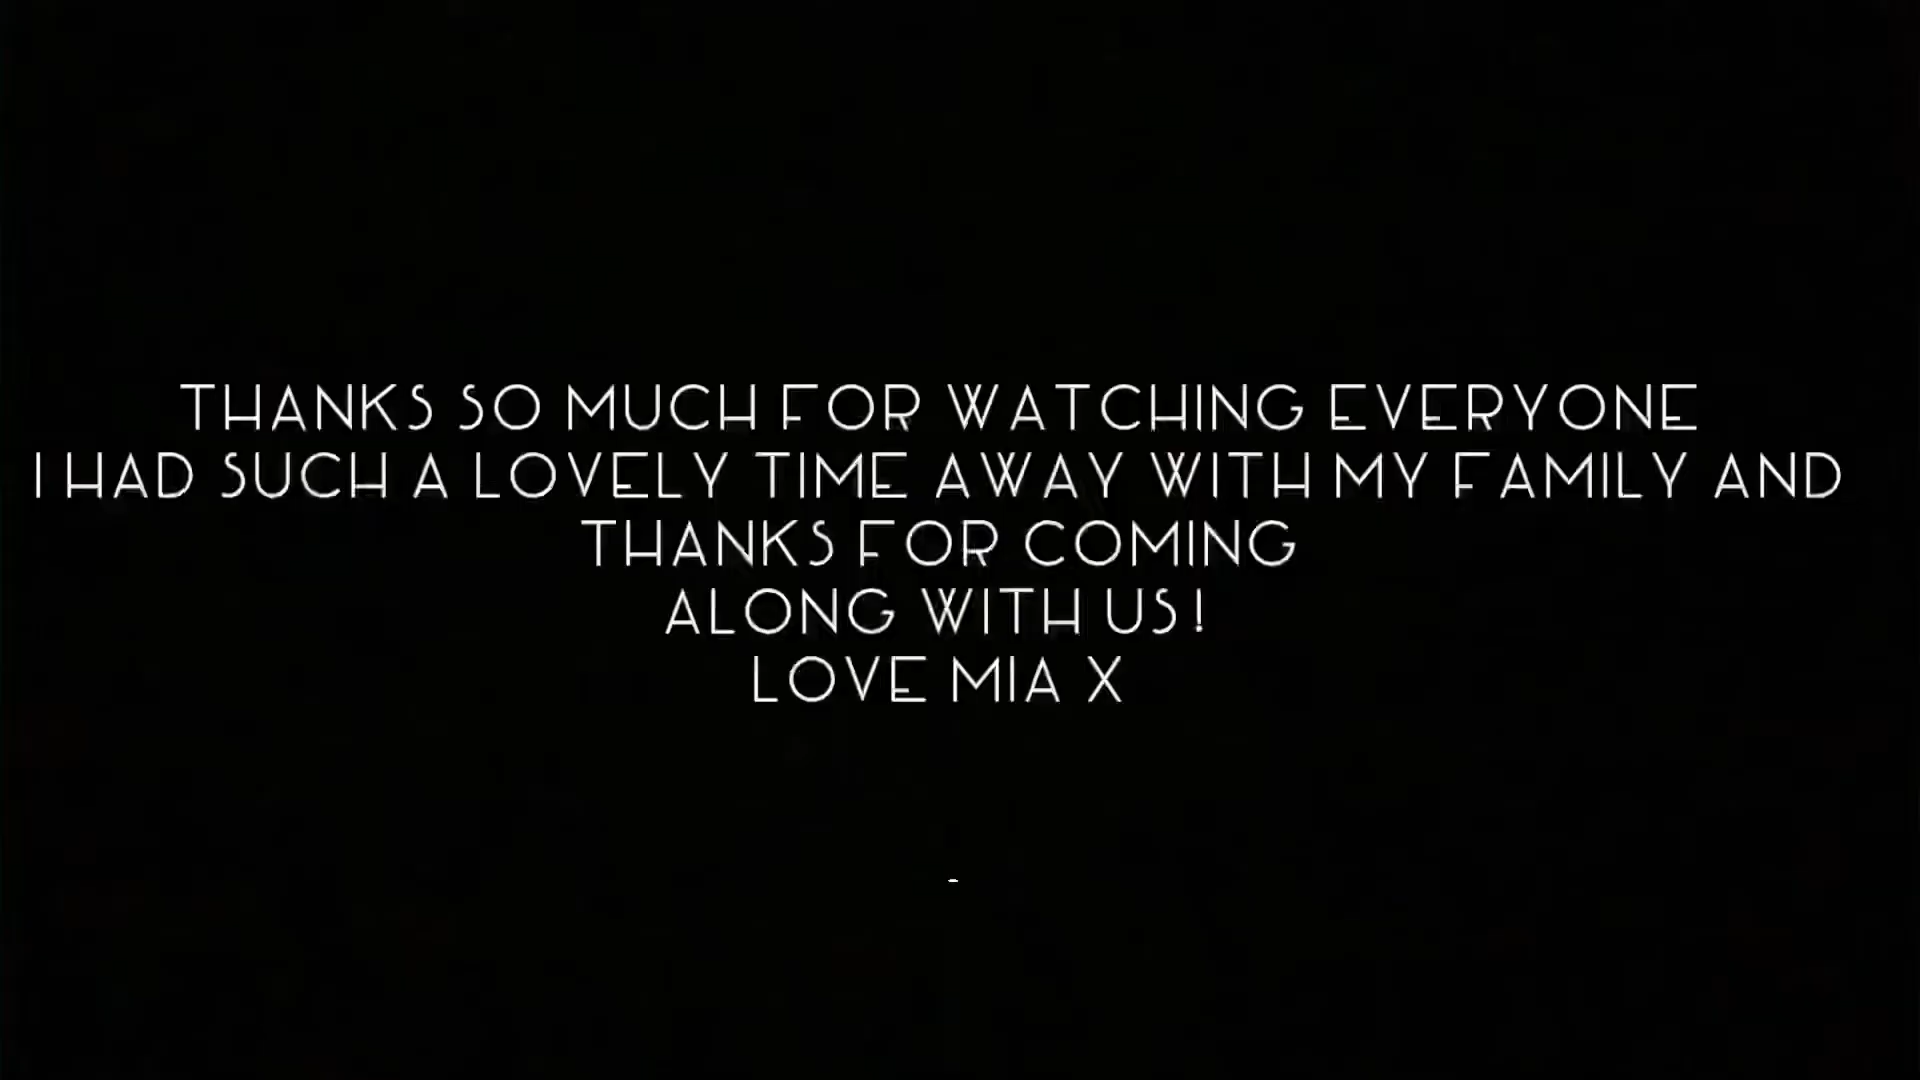 THANKS SO MUCH FOR WATCHING EVERYONE
I HAD SUCH A LOVELY TIME AWAY WITH MY FAMILY AND
THANKS FOR COMING
ALONG WITH US!
LOVE MIA X
-